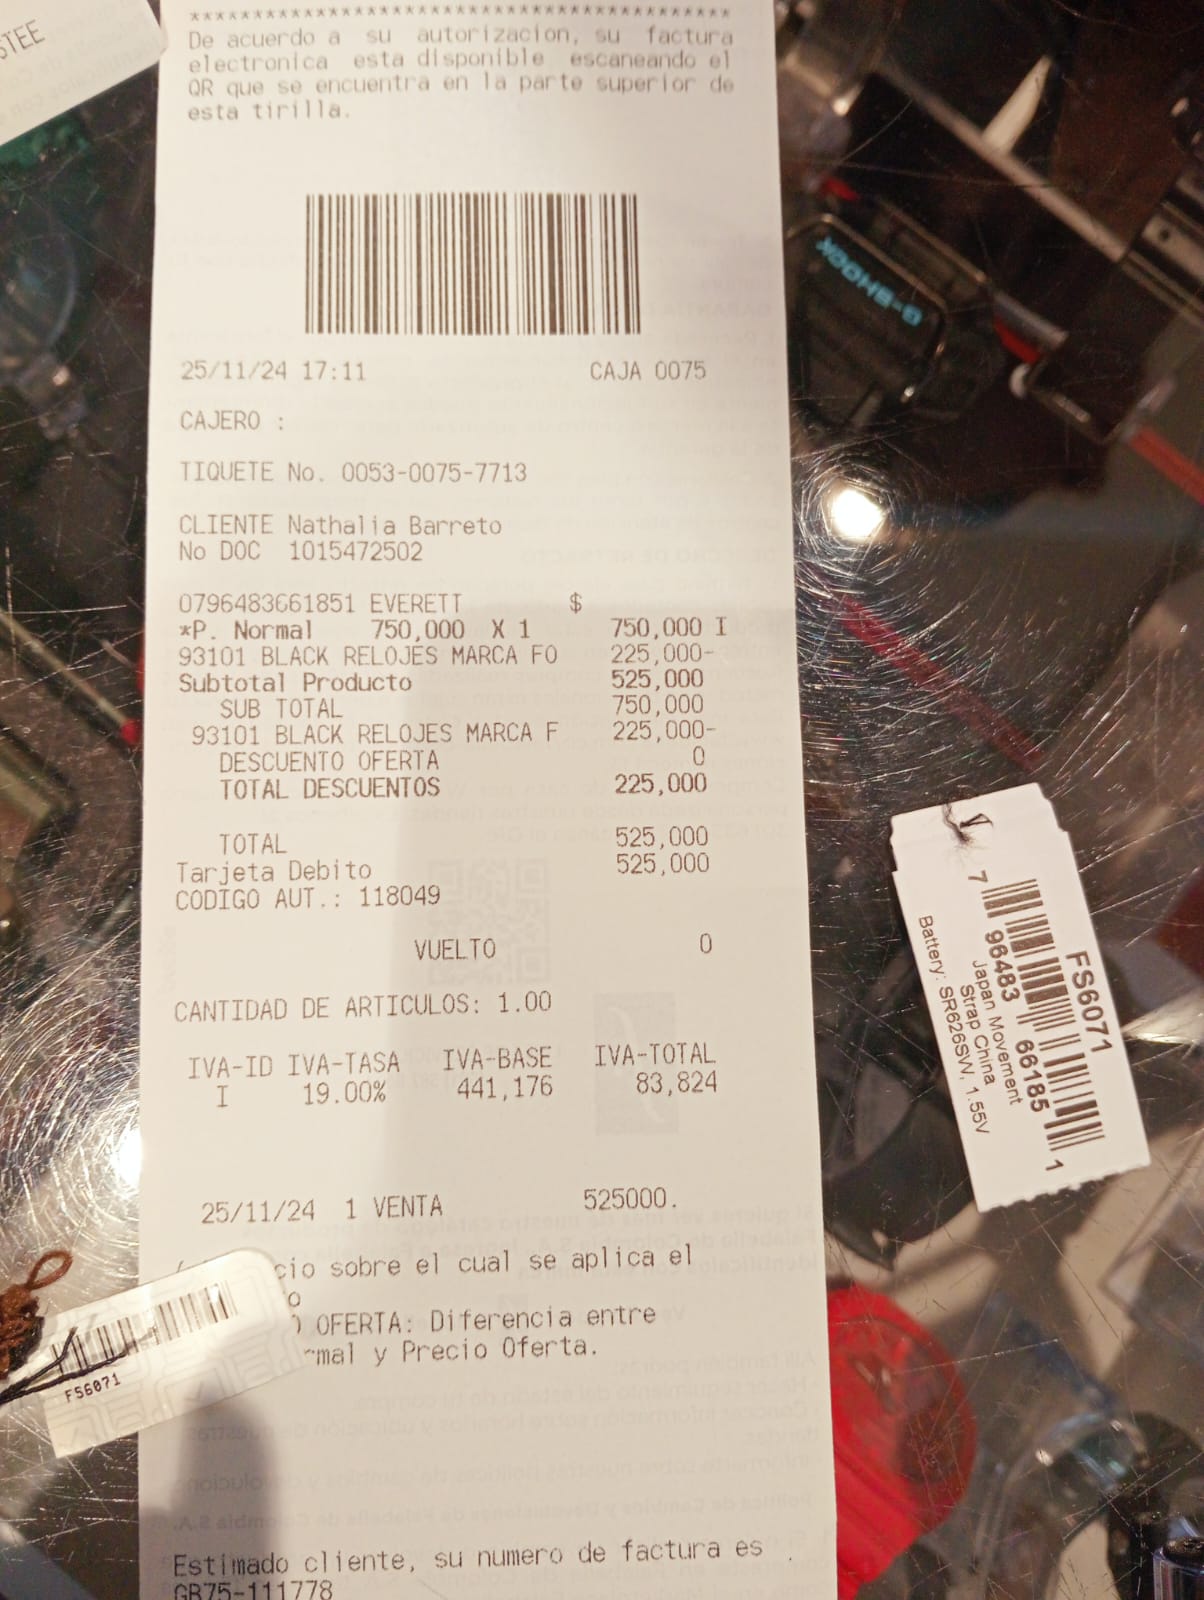 STEE
****************************************
De acuerdo a su autorizacion, su factura
electronica esta disponible escaneando el
QR que se encuentra en la parte superior de
esta tirilla.
25/11/24 17:11 CAJA 0075
CAJERO :
TIQUETE No. 0053-0075-7713
CLIENTE Nathalia Barreto
No DOC 1015472502
0796483661851 EVERETT $
*P. Normal 750,000 X 1 750,000 I
93101 BLACK RELOJES MARCA FO 225,000-
Subtotal Producto 525,000
SUB TOTAL 750,000
93101 BLACK RELOJES MARCA F 225,000-
DESCUENTO OFERTA 0
TOTAL DESCUENTOS 225,000
TOTAL 525,000
Tarjeta Debito 525,000
CODIGO AUT.: 118049
VUELTO 0
CANTIDAD DE ARTICULOS: 1.00
IVA-ID IVA-TASA IVA-BASE IVA-TOTAL
I 19.00% 441,176 83,824
25/11/24 1 VENTA 525000.
cio sobre el cual se aplica el
o
O OFERTA: Diferencia entre
rmal y Precio Oferta.
Estimado cliente, su numero de factura es
GB75-111778
G-SHOCK
FS6071
7 96483 66185 1
Japan Movement
Strap China
Battery: SR626SW, 1.55V
FS6071